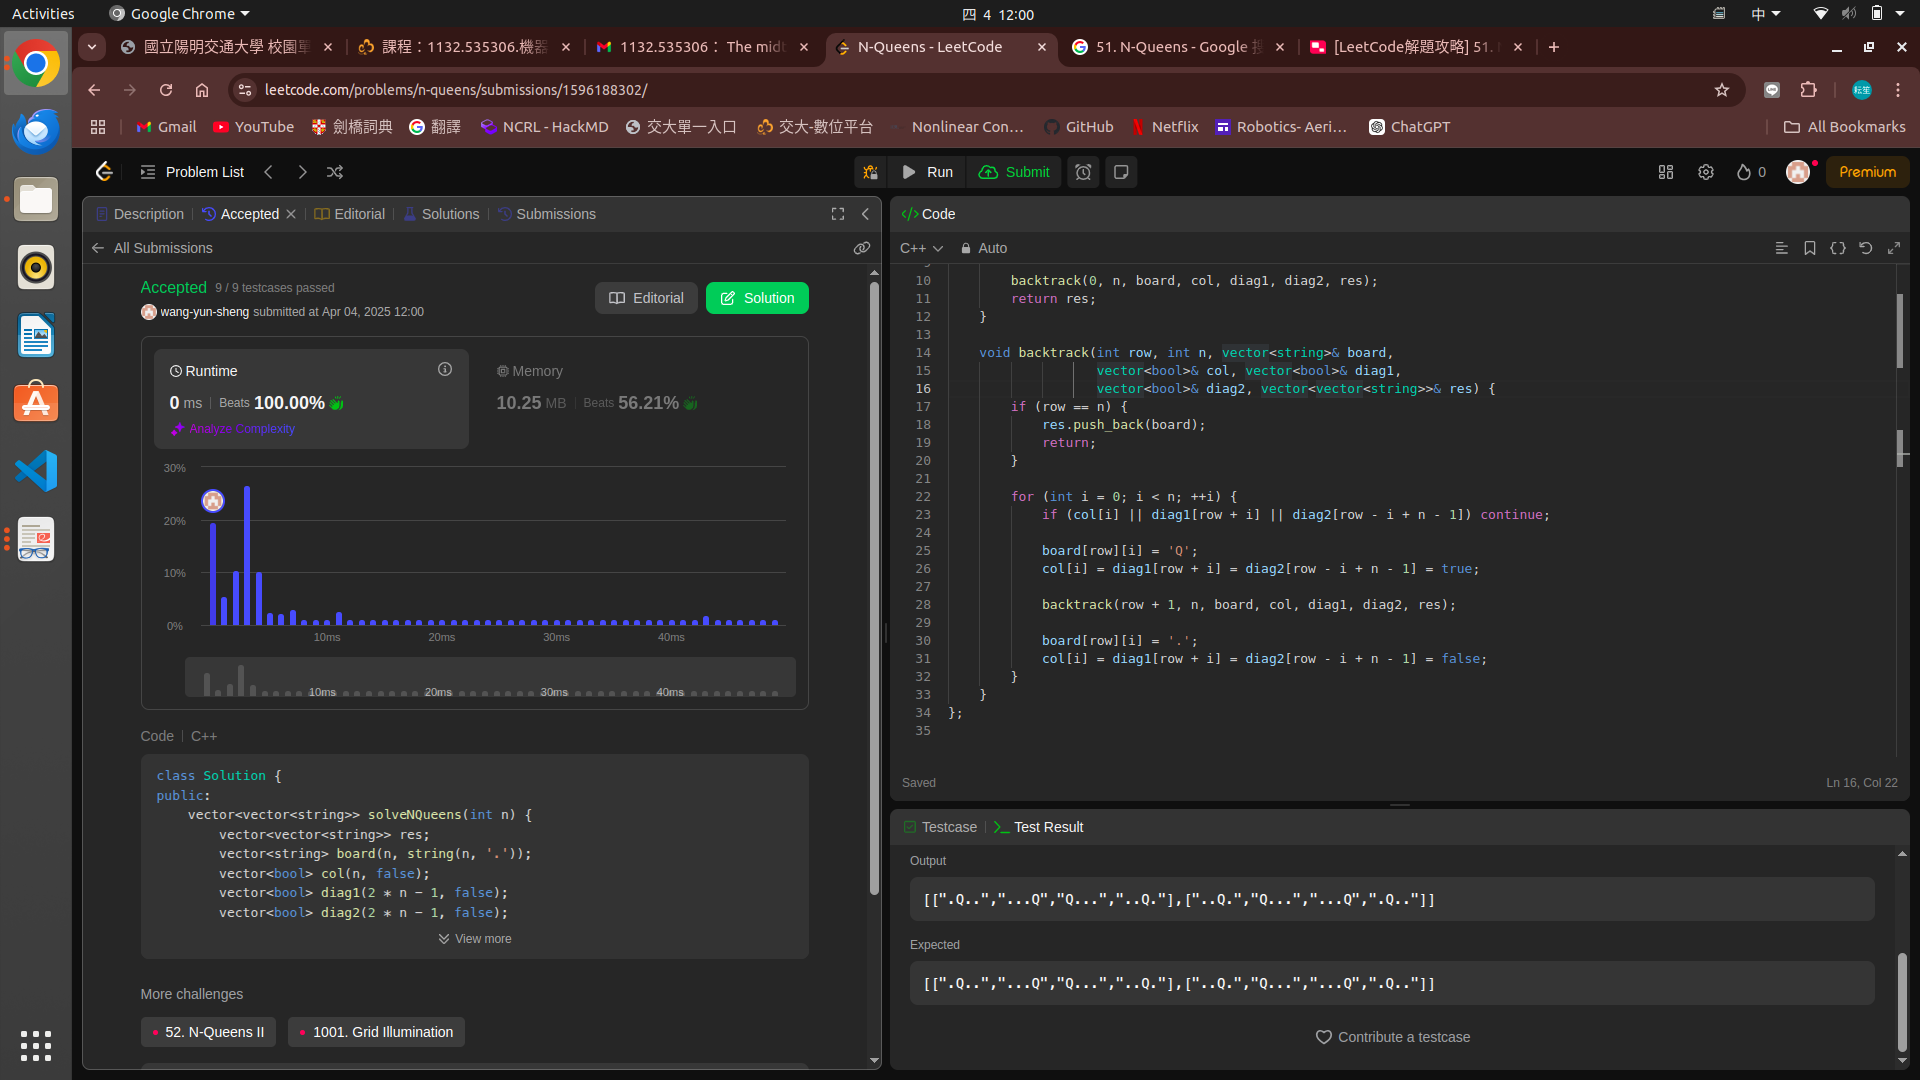 Activities
Google Chrome
四 4 12:00
中
國立陽明交通大學 校園單
課程：1132.535306.機器
1132.535306： The midt
N-Queens - LeetCode
51. N-Queens - Google 搜
[LeetCode解題攻略] 51.
leetcode.com/problems/n-queens/submissions/1596188302/
Gmail
YouTube
劍橋詞典
翻譯
NCRL - HackMD
交大單一入口
交大-數位平台
Nonlinear Con...
GitHub
Netflix
Robotics- Aeri...
ChatGPT
All Bookmarks
Problem List
Run
Submit
0
Premium
Description
Accepted
Editorial
Solutions
Submissions
All Submissions
Accepted 9 / 9 testcases passed
wang-yun-sheng submitted at Apr 04, 2025 12:00
Editorial
Solution
Runtime
0 ms | Beats 100.00%
Analyze Complexity
Memory
10.25 MB | Beats 56.21%
30%
20%
10%
0%
10ms 20ms 30ms 40ms
10ms 20ms 30ms 40ms
Code | C++
class Solution {
public:
    vector<vector<string>> solveNQueens(int n) {
        vector<vector<string>> res;
        vector<string> board(n, string(n, '.'));
        vector<bool> col(n, false);
        vector<bool> diag1(2 * n - 1, false);
        vector<bool> diag2(2 * n - 1, false);
View more
More challenges
52. N-Queens II
1001. Grid Illumination
</> Code
C++
Auto
9
10         backtrack(0, n, board, col, diag1, diag2, res);
11         return res;
12     }
13
14     void backtrack(int row, int n, vector<string>& board,
15                    vector<bool>& col, vector<bool>& diag1,
16                    vector<bool>& diag2, vector<vector<string>>& res) {
17         if (row == n) {
18             res.push_back(board);
19             return;
20         }
21
22         for (int i = 0; i < n; ++i) {
23             if (col[i] || diag1[row + i] || diag2[row - i + n - 1]) continue;
24
25             board[row][i] = 'Q';
26             col[i] = diag1[row + i] = diag2[row - i + n - 1] = true;
27
28             backtrack(row + 1, n, board, col, diag1, diag2, res);
29
30             board[row][i] = '.';
31             col[i] = diag1[row + i] = diag2[row - i + n - 1] = false;
32         }
33     }
34 };
35
Saved
Ln 16, Col 22
Testcase
Test Result
Output
[[".Q..","...Q","Q...","..Q."],["..Q.","Q...","...Q",".Q.."]]
Expected
[[".Q..","...Q","Q...","..Q."],["..Q.","Q...","...Q",".Q.."]]
Contribute a testcase